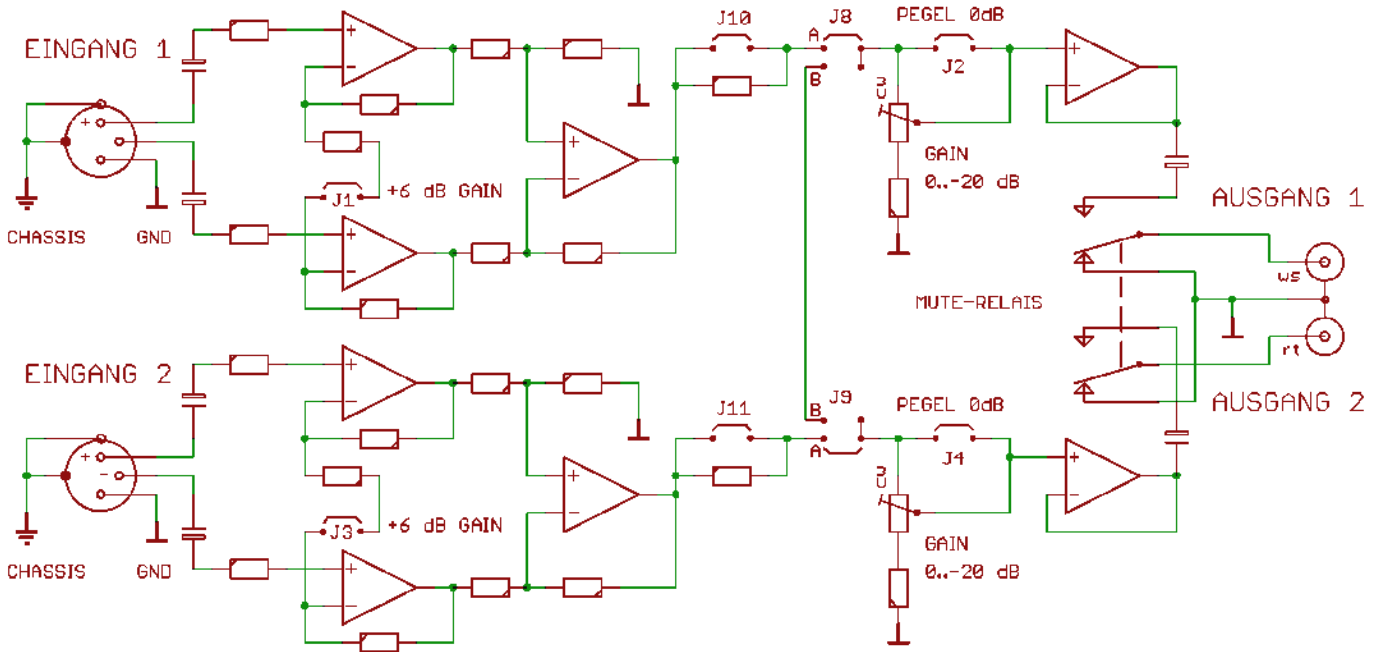 J10
J8
PEGEL 0dB
EINGANG 1
A
B
J2
CW
+
-
+
GAIN
0..-20 dB
J1
+6 dB GAIN
AUSGANG 1
CHASSIS
GND
ws
MUTE-RELAIS
rt
EINGANG 2
AUSGANG 2
J11
B
J9
A
PEGEL 0dB
J4
CW
+
-
J3
+6 dB GAIN
GAIN
0..-20 dB
CHASSIS
GND